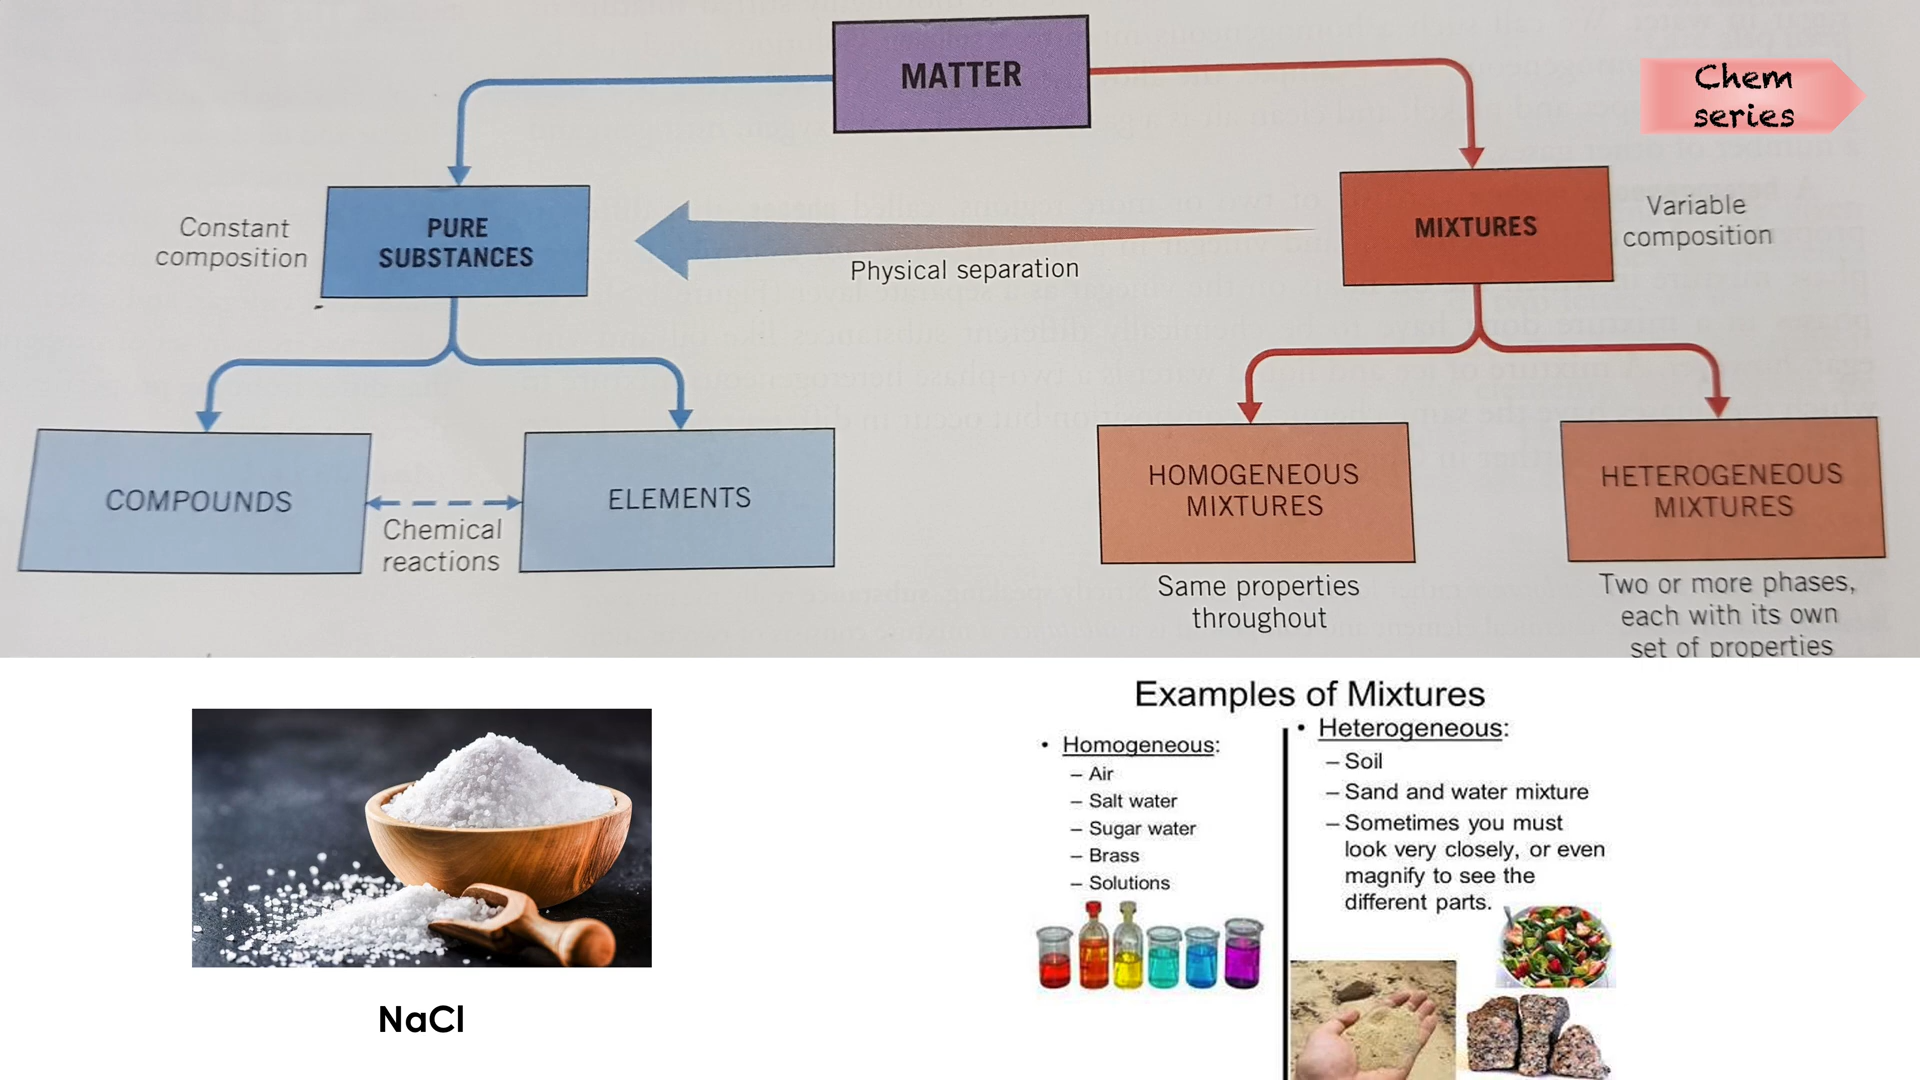 MATTER
Chem
series
Constant
composition
PURE
SUBSTANCES
Physical separation
MIXTURES
Variable
composition
COMPOUNDS
Chemical
reactions
ELEMENTS
HOMOGENEOUS
MIXTURES
HETEROGENEOUS
MIXTURES
Same properties
throughout
Two or more phases,
each with its own
set of properties
NaCl
Examples of Mixtures
• Homogeneous:
– Air
– Salt water
– Sugar water
– Brass
– Solutions
• Heterogeneous:
– Soil
– Sand and water mixture
– Sometimes you must
look very closely, or even
magnify to see the
different parts.